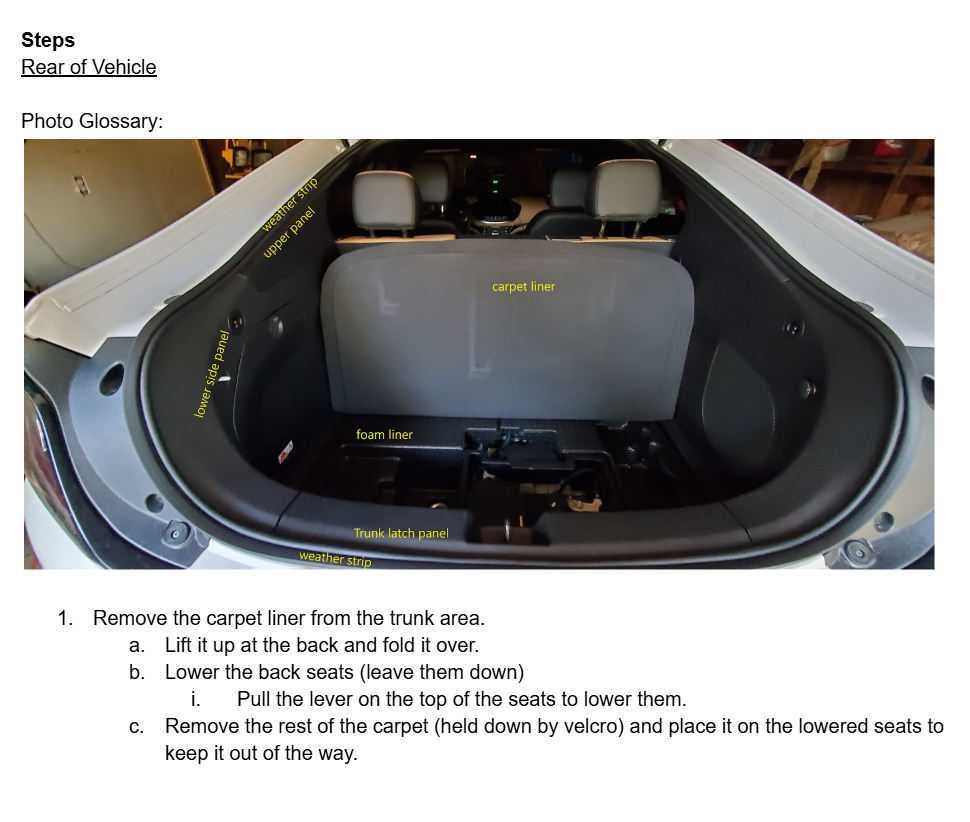 Steps
Rear of Vehicle
Photo Glossary:
weather strip
upper panel
carpet liner
lower side panel
foam liner
Trunk latch panel
weather strip
1. Remove the carpet liner from the trunk area.
a. Lift it up at the back and fold it over.
b. Lower the back seats (leave them down)
i. Pull the lever on the top of the seats to lower them.
c. Remove the rest of the carpet (held down by velcro) and place it on the lowered seats to
keep it out of the way.